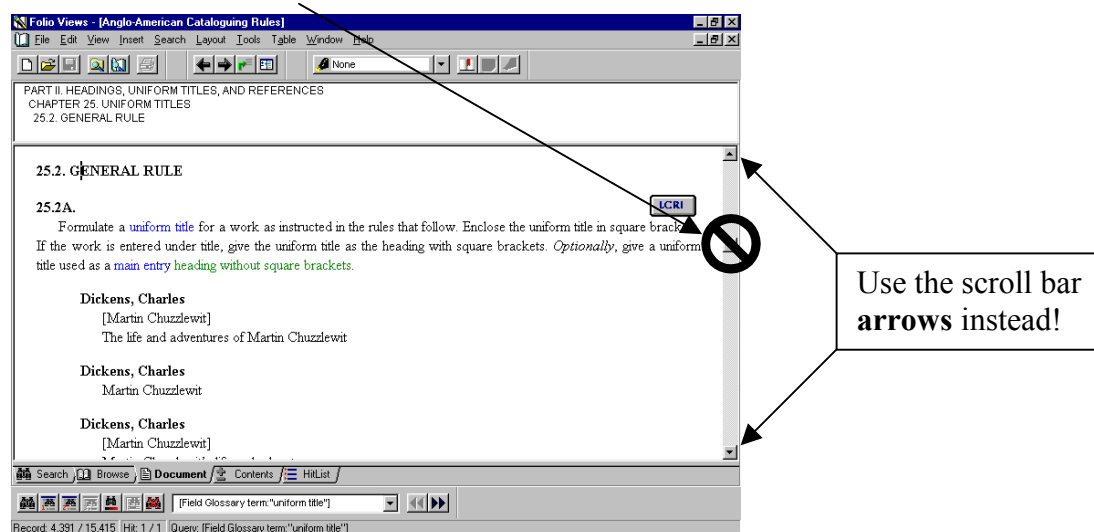 Folio Views - [Anglo-American Cataloguing Rules]
File Edit View Insert Search Layout Tools Table Window Help
None
PART II. HEADINGS, UNIFORM TITLES, AND REFERENCES
CHAPTER 25. UNIFORM TITLES
25.2. GENERAL RULE
25.2. GENERAL RULE
25.2A.
LCRI
Formulate a uniform title for a work as instructed in the rules that follow. Enclose the uniform title in square
If the work is entered under title, give the uniform title as the heading with square brackets. Optionally, give a uniform
title used as a main entry heading without square brackets.
Dickens, Charles
[Martin Chuzzlewit]
The life and adventures of Martin Chuzzlewit
Dickens, Charles
Martin Chuzzlewit
Dickens, Charles
[Martin Chuzzlewit]
Use the scroll bar
arrows instead!
Search Browse Document Contents HitList
[Field Glossary term:"uniform title"]
Record: 4,391 / 15,415 Hit: 1 / 1 Query: [Field Glossary term:"uniform title"]